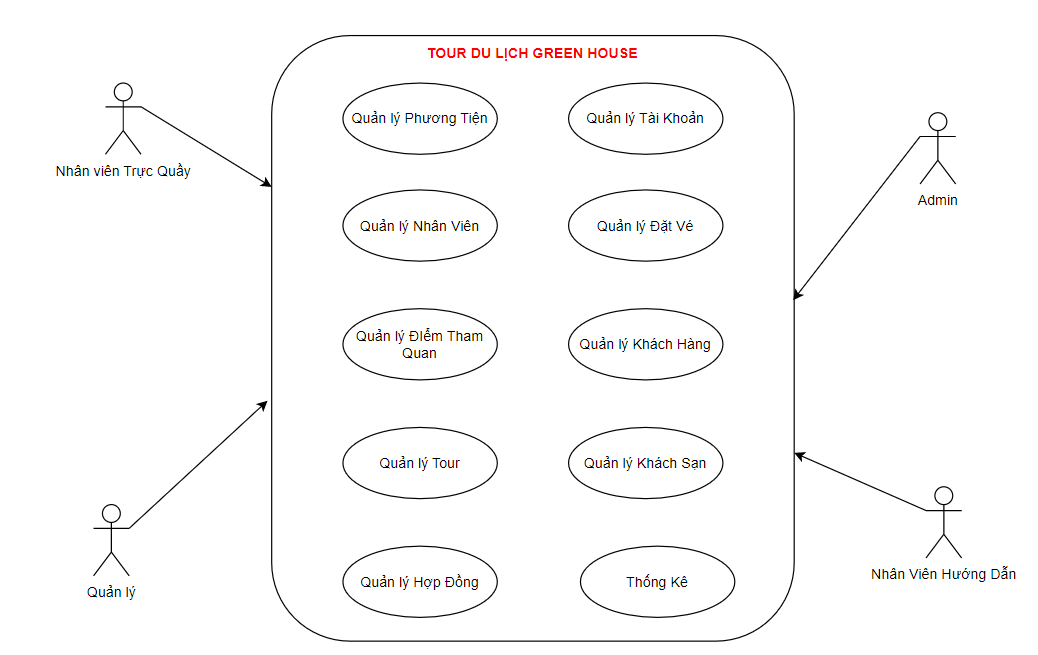 TOUR DU LỊCH GREEN HOUSE
Quản lý Phương Tiện
Quản lý Tài Khoản
Nhân viên Trực Quầy
Admin
Quản lý Nhân Viên
Quản lý Đặt Vé
Quản lý ĐIểm Tham
Quan
Quản lý Khách Hàng
Quản lý Tour
Quản lý Khách Sạn
Quản lý
Nhân Viên Hướng Dẫn
Quản lý Hợp Đồng
Thống Kê